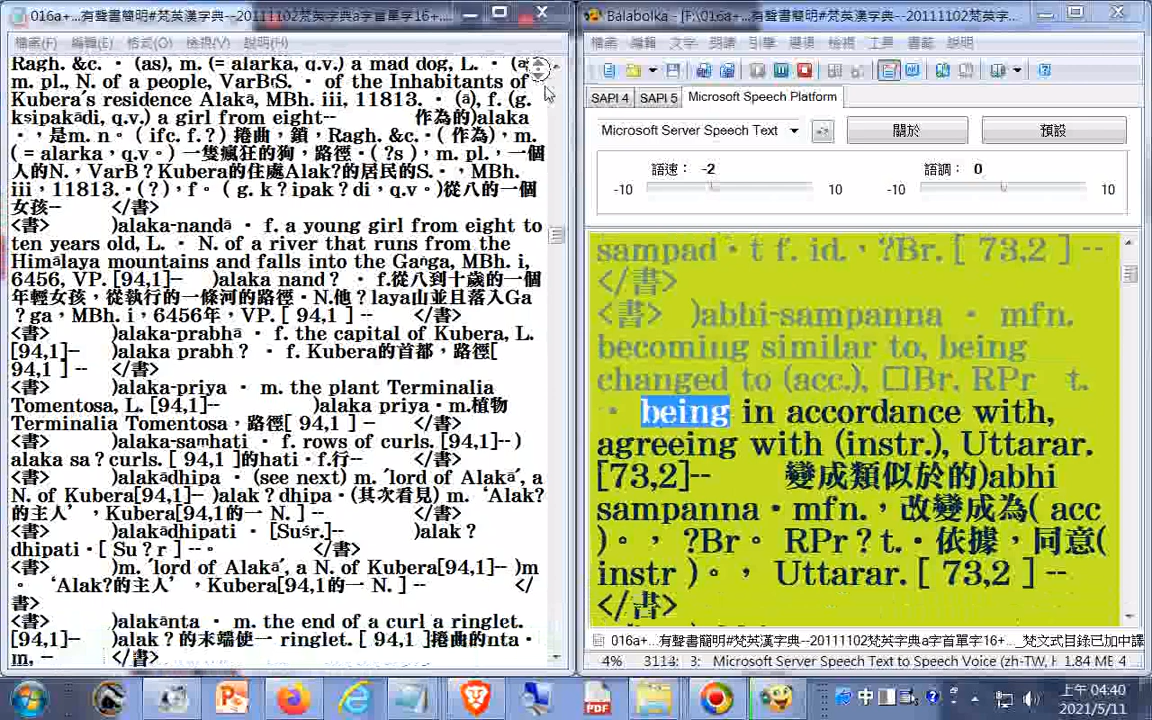 016a+...有聲書簡明#梵英漢字典--20111102梵英字典a字首單字16+...
檔案(F) 編輯(E) 格式(O) 檢視(V) 說明(H)
Ragh. &c. • (as), m. (= alarka, q.v.) a mad dog, L. •
m. pl., N. of a people, VarBṛS. • of the Inhabitants of
Kubera's residence Alakā, MBh. iii, 11813. • (ā), f. (g.
kṣipakādi, q.v.) a girl from eight-- 作為的)alaka
•，是m. n。 ( ifc. f.？) 捲曲，鎖，Ragh. &c.•( 作為)，m.
( = alarka，q.v。) 一隻瘋狂的狗，路徑•( ?s )，m. pl.，一個
人的N.，VarB？Kubera的住處Alak?的居民的S.•，MBh.
iii，11813.•(？)，f。 ( g. k？ipak？di，q.v。)從八的一個
女孩-- </書>
<書> )alaka-nandā • f. a young girl from eight to
ten years old, L. • N. of a river that runs from the
Himālaya mountains and falls into the Gaṅga, MBh. i,
6456, VP. [94,1]-- )alaka nand？ • f.從八到十歲的一個
年輕女孩，從執行的一條河的路徑•N.他？laya山並且落入Ga
？ga，MBh. i，6456年，VP. [ 94,1 ] -- </書>
<書> )alaka-prabhā • f. the capital of Kubera, L.
[94,1]-- )alaka prabh？ • f. Kubera的首都，路徑[
94,1 ] -- </書>
<書> )alaka-priya • m. the plant Terminalia
Tomentosa, L. [94,1]-- )alaka priya•m.植物
Terminalia Tomentosa，路徑[ 94,1 ] -- </書>
<書> )alaka-saṃhati • f. rows of curls. [94,1]--)
alaka sa？curls. [ 94,1 ]的hati•f.行-- </書>
<書> )alakādhipa • (see next) m. ´lord of Alakā´, a
N. of Kubera[94,1]-- )alak？dhipa•(其次看見) m.‘Alak?
的主人’，Kubera[94,1的一 N. ] -- </書>
<書> )alakādhipati • [Suśr.]-- )alak？
dhipati•[ Su？r ] --。 </書>
<書> )m. ´lord of Alakā´, a N. of Kubera[94,1]-- )m
。‘Alak?的主人’，Kubera[94,1的一 N. ] -- </
書>
<書> )alakānta • m. the end of a curl a ringlet.
[94,1]-- )alak？的末端使一 ringlet. [ 94,1 ]捲曲的nta•
m, -- </書>
Balabolka - [F:\016a+...有聲書簡明#梵英漢字典--20111102梵英字...
檔案 編輯 文字 朗讀 引擎 選項 檢視 工具 書籤 說明
SAPI 4 SAPI 5 Microsoft Speech Platform
Microsoft Server Speech Text 關於 預設
語速： -2 語調： 0
-10 10 -10 10
sampad•t f. id.，?Br. [ 73,2 ] --
</書>
<書> )abhi-sampanna • mfn.
becoming similar to, being
changed to (acc.), □Br. RPr t.
• being in accordance with,
agreeing with (instr.), Uttarar.
[73,2]-- 變成類似於的)abhi
sampanna•mfn.，改變成為( acc
)。，?Br。 RPr？t.•依據，同意(
instr )。，Uttarar. [ 73,2 ] --
</書>
016a+...有聲書簡明#梵英漢字典--20111102梵英字典a字首單字16+..._梵文式目錄已加中譯
4% 3114: 3: Microsoft Server Speech Text to Speech Voice (zh-TW, H 1.84 MB 4
中
上午 04:40
2021/5/11